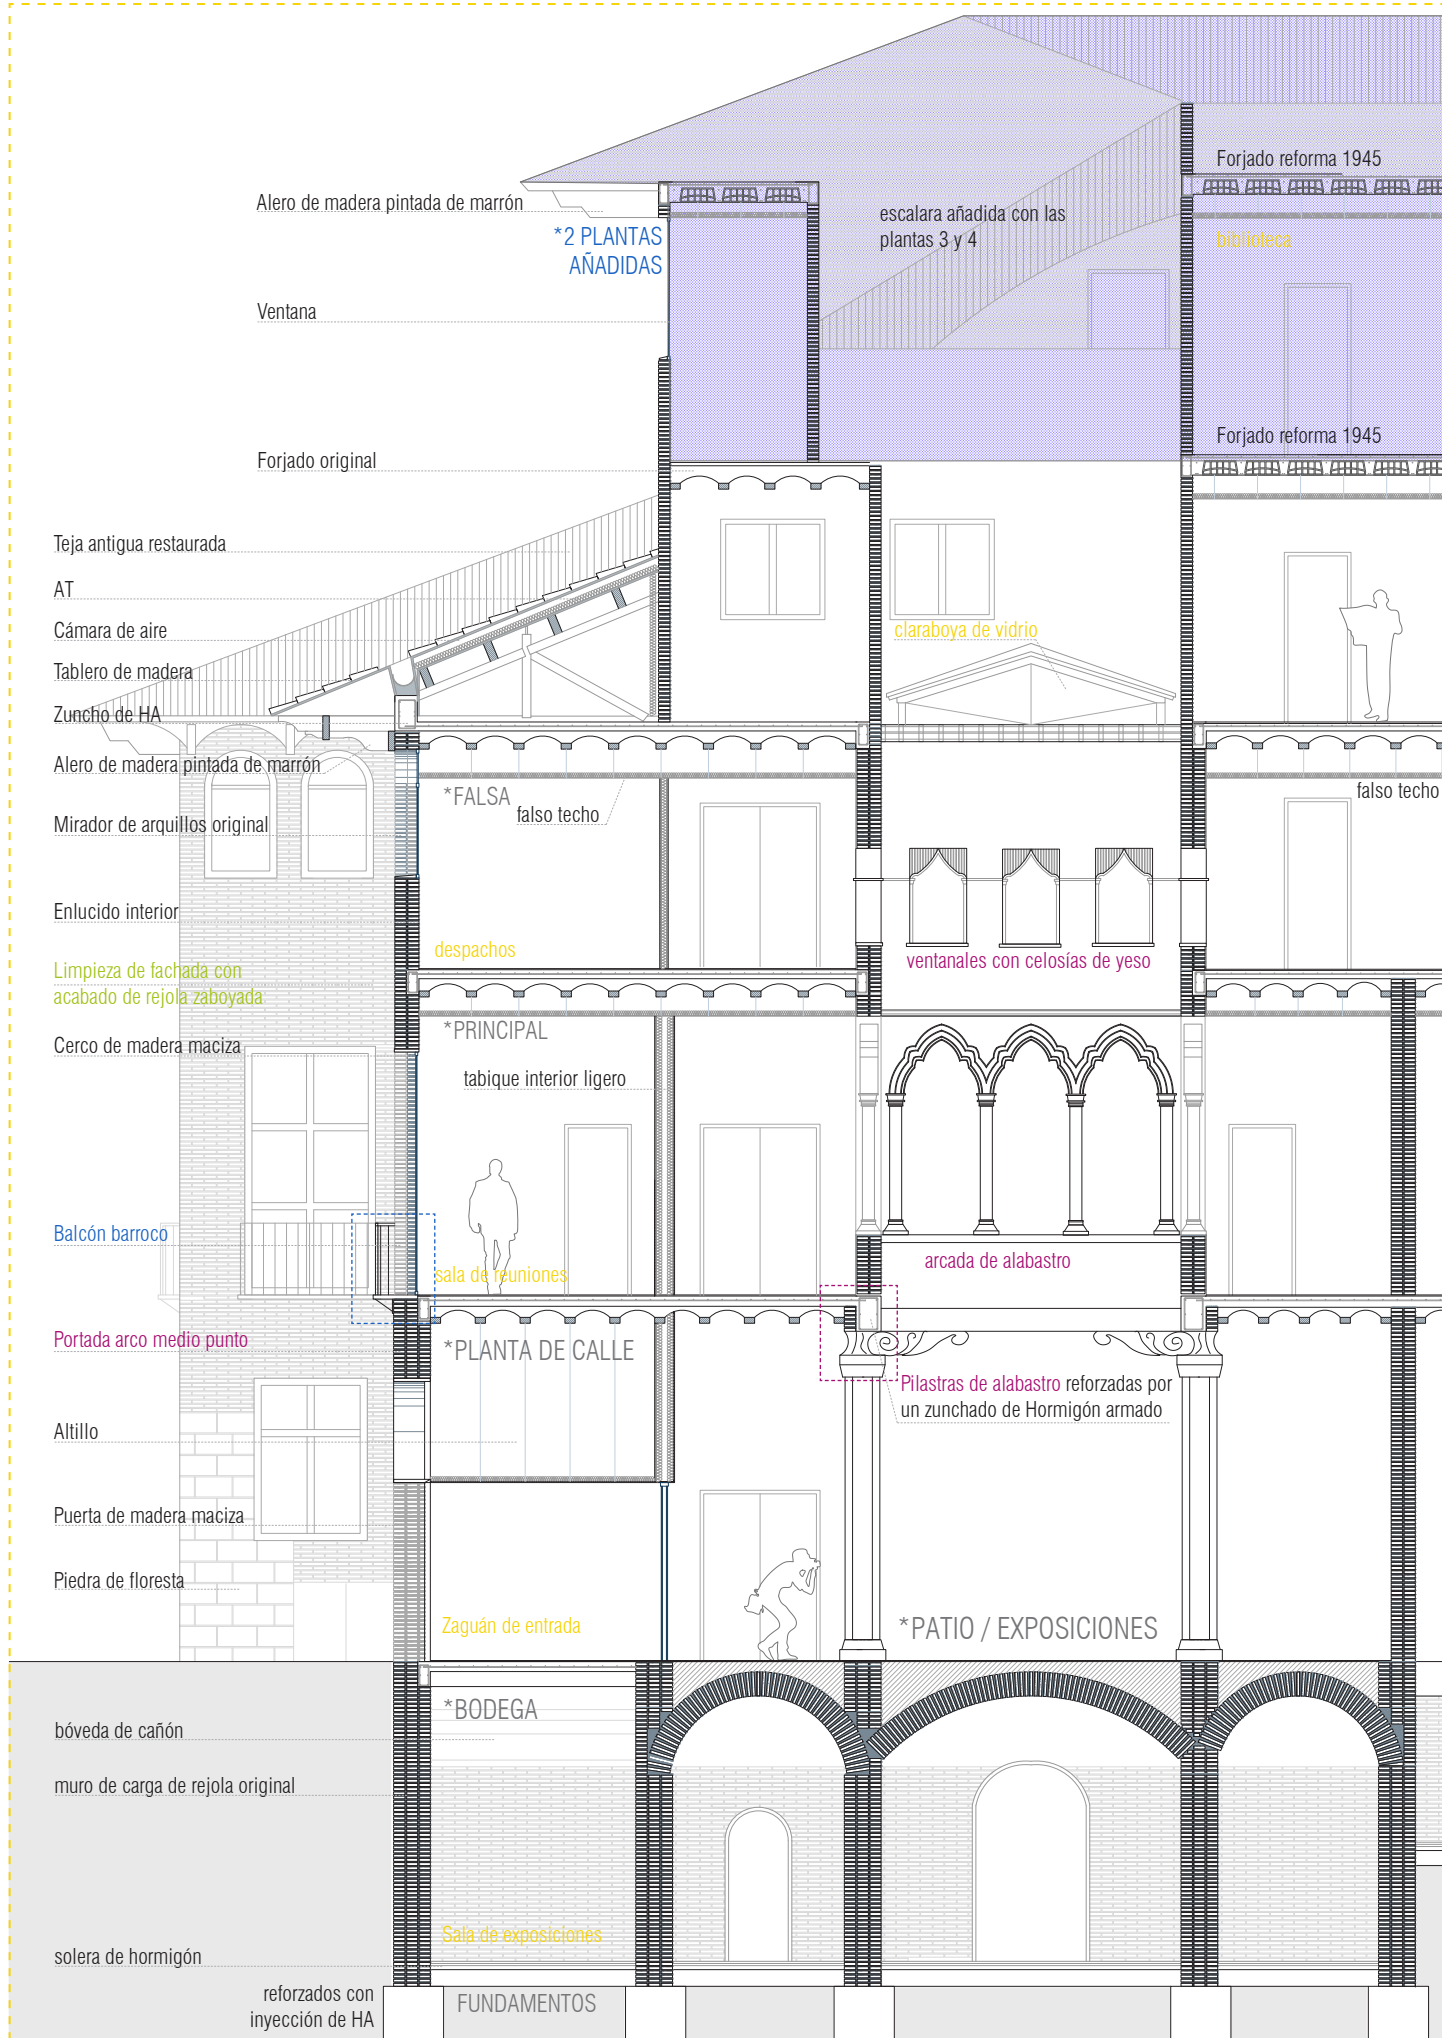 Forjado reforma 1945
Alero de madera pintada de marrón
escalara añadida con las
plantas 3 y 4
*2 PLANTAS
AÑADIDAS
biblioteca
Ventana
Forjado reforma 1945
Forjado original
Teja antigua restaurada
AT
Cámara de aire
claraboya de vidrio
Tablero de madera
Zuncho de HA
Alero de madera pintada de marrón
*FALSA
falso techo
falso techo
Mirador de arquillos original
Enlucido interior
despachos
ventanales con celosías de yeso
Limpieza de fachada con
acabado de rejola zaboyada
*PRINCIPAL
Cerco de madera maciza
tabique interior ligero
Balcón barroco
arcada de alabastro
sala de reuniones
Portada arco medio punto
*PLANTA DE CALLE
Pilastras de alabastro reforzadas por
un zunchado de Hormigón armado
Altillo
Puerta de madera maciza
Piedra de floresta
Zaguán de entrada
*PATIO / EXPOSICIONES
*BODEGA
bóveda de cañón
muro de carga de rejola original
Sala de exposiciones
solera de hormigón
reforzados con
inyección de HA
FUNDAMENTOS